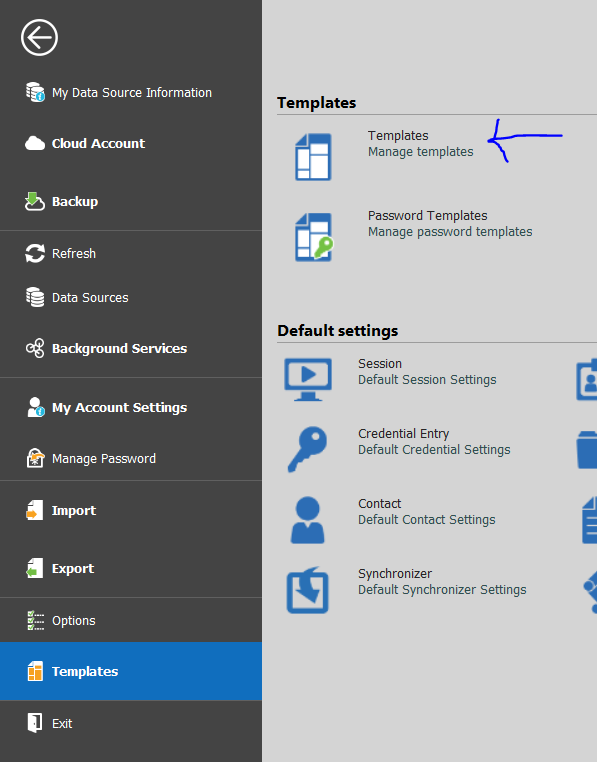 My Data Source Information
Cloud Account
Backup
Refresh
Data Sources
Background Services
My Account Settings
Manage Password
Import
Export
Options
Templates
Exit
Templates
Templates
Manage templates
Password Templates
Manage password templates
Default settings
Session
Default Session Settings
Credential Entry
Default Credential Settings
Contact
Default Contact Settings
Synchronizer
Default Synchronizer Settings